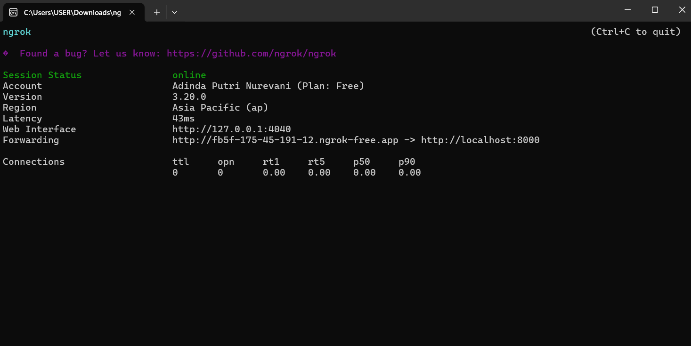 C:\Users\USER\Downloads\ng
ngrok (Ctrl+C to quit)
Found a bug? Let us know: https://github.com/ngrok/ngrok
Session Status online
Account Adinda Putri Nurevani (Plan: Free)
Version 3.20.0
Region Asia Pacific (ap)
Latency 43ms
Web Interface http://127.0.0.1:4040
Forwarding http://fb5f-175-45-191-12.ngrok-free.app -> http://localhost:8000
Connections ttl opn rt1 rt5 p50 p90
0 0 0.00 0.00 0.00 0.00